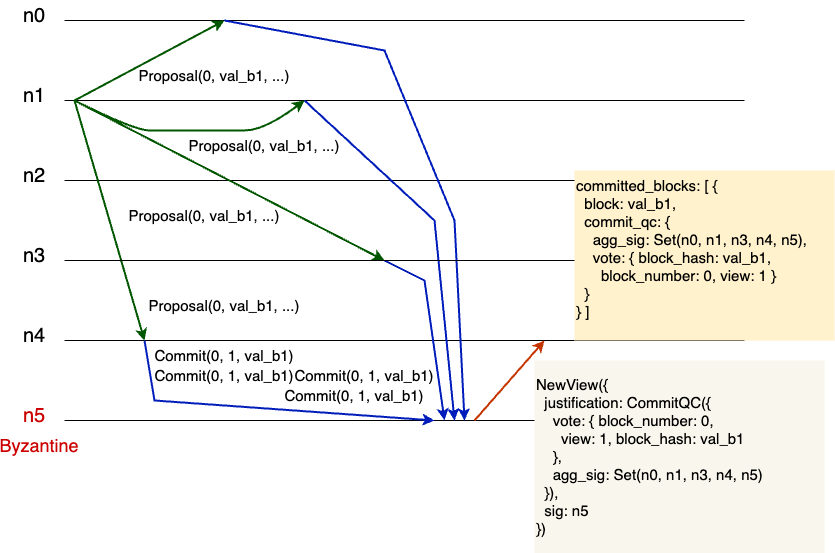 n0
Proposal(0, val_b1, ...)
n1
Proposal(0, val_b1, ...)
n2
Proposal(0, val_b1, ...)
n3
Proposal(0, val_b1, ...)
n4
Commit(0, 1, val_b1)
Commit(0, 1, val_b1) Commit(0, 1, val_b1)
Commit(0, 1, val_b1)
n5
Byzantine
committed_blocks: [ {
block: val_b1,
commit_qc: {
agg_sig: Set(n0, n1, n3, n4, n5),
vote: { block_hash: val_b1,
block_number: 0, view: 1 }
}
} ]
NewView({
justification: CommitQC({
vote: { block_number: 0,
view: 1, block_hash: val_b1
},
agg_sig: Set(n0, n1, n3, n4, n5)
}),
sig: n5
})